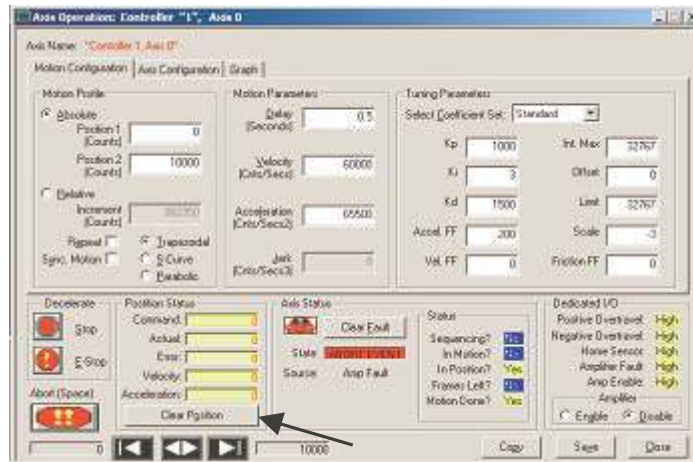 Axis Operation: Controller "1", Axis 0
Axis Name: "Controller 1, Axis 0"
Motion Configuration Axis Configuration Graph
Motion Profile
Absolute
Position 1 (Counts) 0
Position 2 (Counts) 10000
Relative
Increment (Counts)
Repeat
Sync. Motion
Trapezoidal
S-Curve
Parabolic
Motion Parameters
Delay (Seconds) 0.5
Velocity (Cnts/Secs) 60000
Acceleration (Cnts/Secs2) 65500
Jerk (Cnts/Secs3) 0
Tuning Parameters
Select Coefficient Set: Standard
Kp 1000
Ki 3
Kd 1500
Accel. FF 200
Vel. FF 0
Int. Max 32767
Offset 0
Limit 32767
Scale -3
Friction FF 0
Decelerate
Stop
E-Stop
Abort (Space)
Position Status
Command: 0
Actual: 0
Error: 0
Velocity: 0
Acceleration: 0
Clear Position
Axis Status
Clear Fault
State:
Source: Amp Fault
Status
Sequencing? No
In Motion? No
In Position? Yes
Frames Left? No
Motion Done? Yes
Dedicated I/O
Positive Overtravel: High
Negative Overtravel: High
Home Sensor: High
Amplifier Fault: High
Amp Enable: High
Amplifier
Enable Disable
0 10000
Copy Save Done